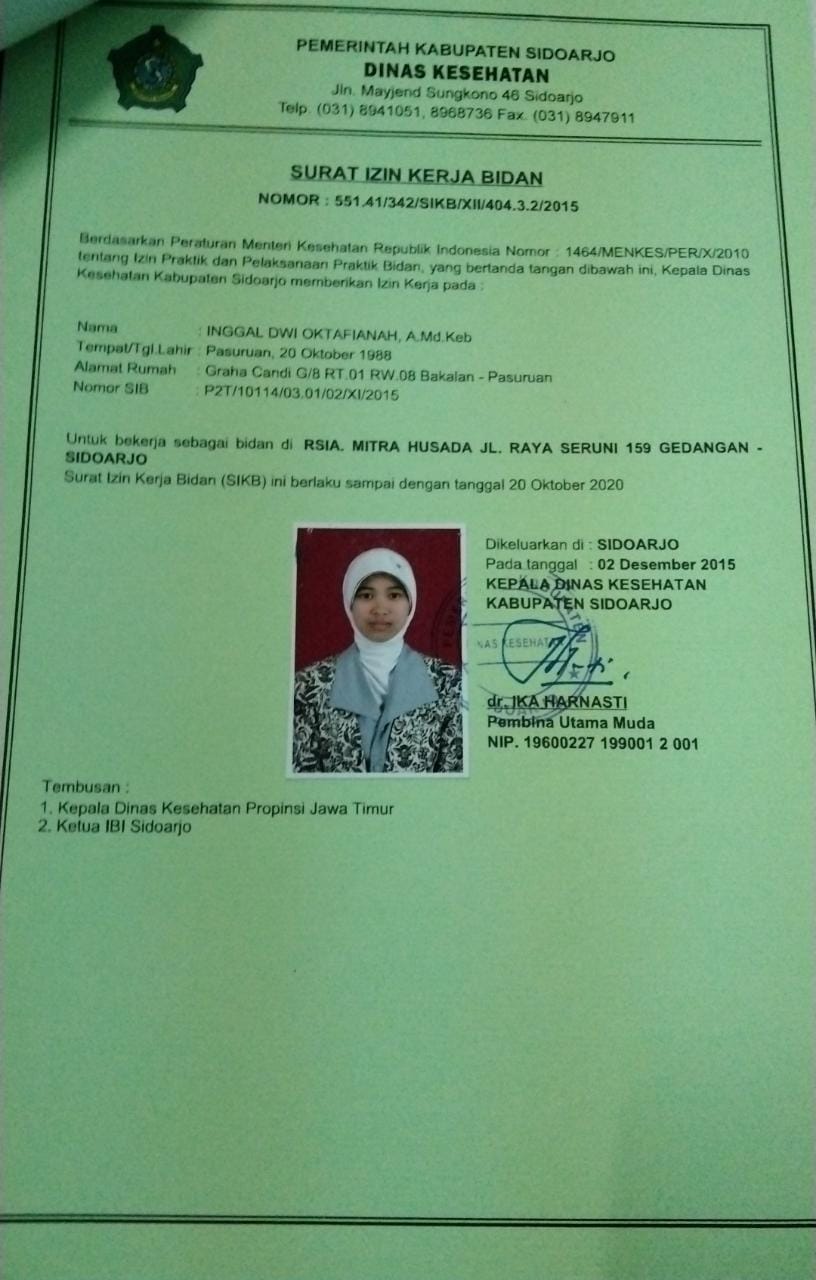 PEMERINTAH KABUPATEN SIDOARJO
DINAS KESEHATAN
Jln. Mayjend Sungkono 46 Sidoarjo
Telp. (031) 8941051, 8968736 Fax. (031) 8947911
SURAT IZIN KERJA BIDAN
NOMOR : 551.41/342/SIKB/XII/404.3.2/2015
Berdasarkan Peraturan Menteri Kesehatan Republik Indonesia Nomor : 1464/MENKES/PER/X/2010
tentang Izin Praktik dan Pelaksanaan Praktik Bidan, yang bertanda tangan dibawah ini, Kepala Dinas
Kesehatan Kabupaten Sidoarjo memberikan Izin Kerja pada :
Nama : INGGAL DWI OKTAFIANAH, A.Md.Keb
Tempat/Tgl.Lahir : Pasuruan, 20 Oktober 1988
Alamat Rumah : Graha Candi G/8 RT.01 RW.08 Bakalan - Pasuruan
Nomor SIB : P2T/10114/03.01/02/XI/2015
Untuk bekerja sebagai bidan di RSIA. MITRA HUSADA JL. RAYA SERUNI 159 GEDANGAN -
SIDOARJO
Surat Izin Kerja Bidan (SIKB) ini berlaku sampai dengan tanggal 20 Oktober 2020
Dikeluarkan di : SIDOARJO
Pada tanggal : 02 Desember 2015
KEPALA DINAS KESEHATAN
KABUPATEN SIDOARJO
dr. IKA HARNASTI
Pembina Utama Muda
NIP. 19600227 199001 2 001
Tembusan :
1. Kepala Dinas Kesehatan Propinsi Jawa Timur
2. Ketua IBI Sidoarjo